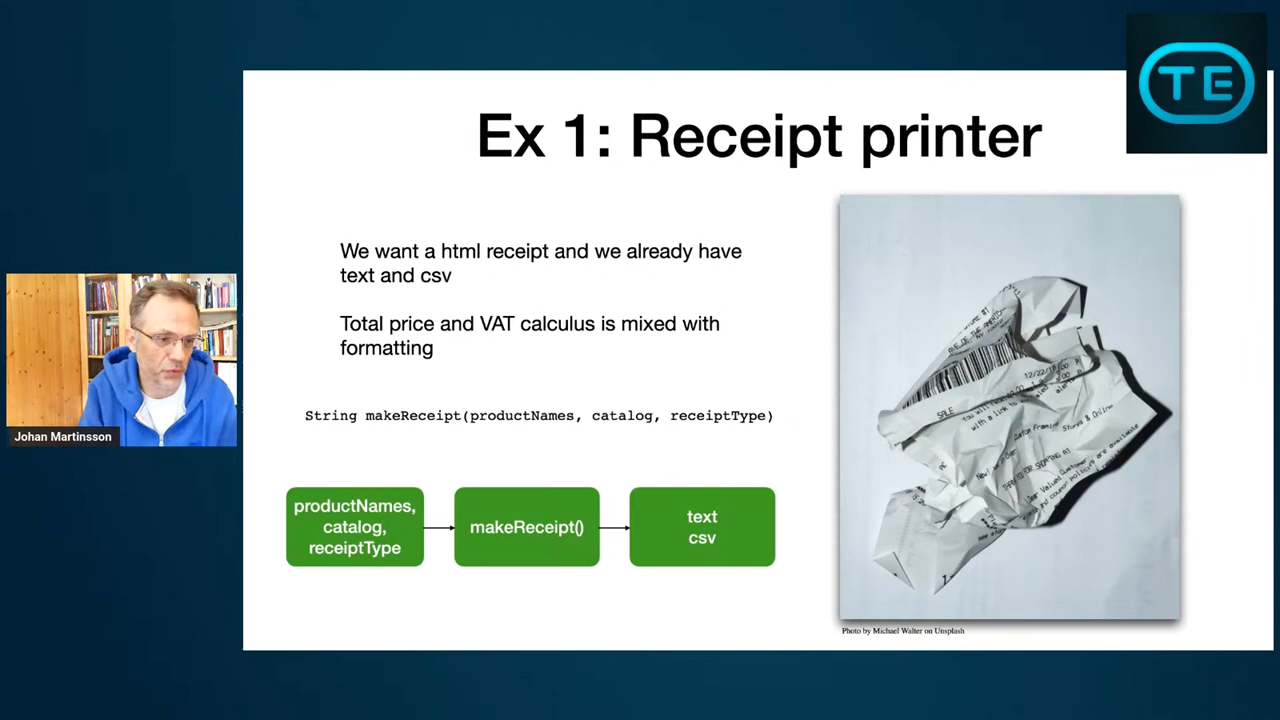 TE
Ex 1: Receipt printer
We want a html receipt and we already have
text and csv
Total price and VAT calculus is mixed with
formatting
String makeReceipt(productNames, catalog, receiptType)
productNames,
catalog,
receiptType
makeReceipt()
text
csv
Johan Martinsson
SALE
Photo by Michael Walter on Unsplash